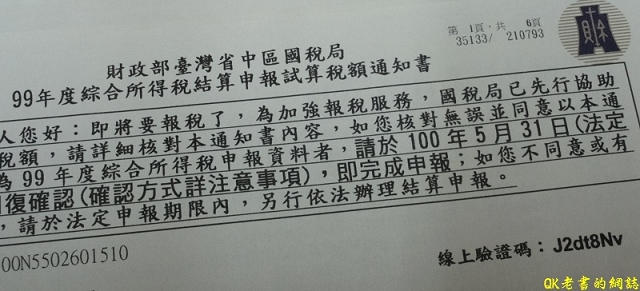 第 1頁，共 6頁
35133/ 210793
財政部臺灣省中區國稅局
99年度綜合所得稅結算申報試算稅額通知書
人您好：即將要報稅了，為加強報稅服務，國稅局已先行協助
稅額，請詳細核對本通知書內容，如您核對無誤並同意以本通
為 99 年度綜合所得稅申報資料者，請於 100 年 5 月 31 日(法定
回復確認(確認方式詳注意事項)，即完成申報；如您不同意或有
，請於法定申報期限內，另行依法辦理結算申報。
00N5502601510
線上驗證碼：J2dt8Nv
QK老書的網誌